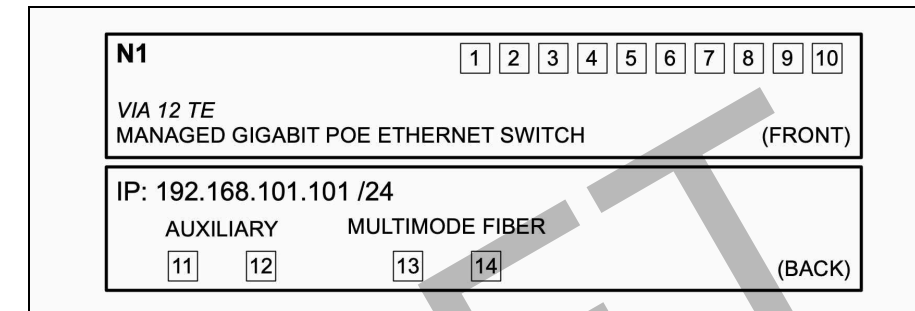 N1
1 2 3 4 5 6 7 8 9 10
VIA 12 TE
MANAGED GIGABIT POE ETHERNET SWITCH (FRONT)
IP: 192.168.101.101 /24
AUXILIARY MULTIMODE FIBER
11 12 13 14 (BACK)
ET